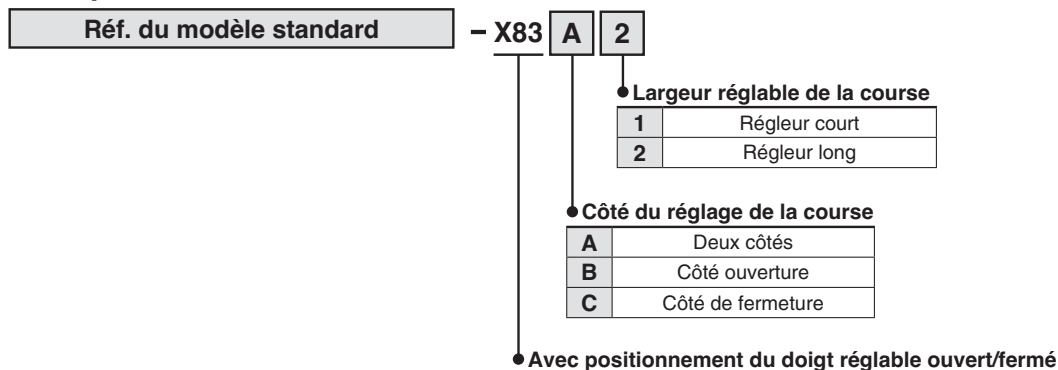 Réf. du modèle standard – X83 A 2
Largeur réglable de la course
1 Régleur court
2 Régleur long
Côté du réglage de la course
A Deux côtés
B Côté ouverture
C Côté de fermeture
Avec positionnement du doigt réglable ouvert/fermé